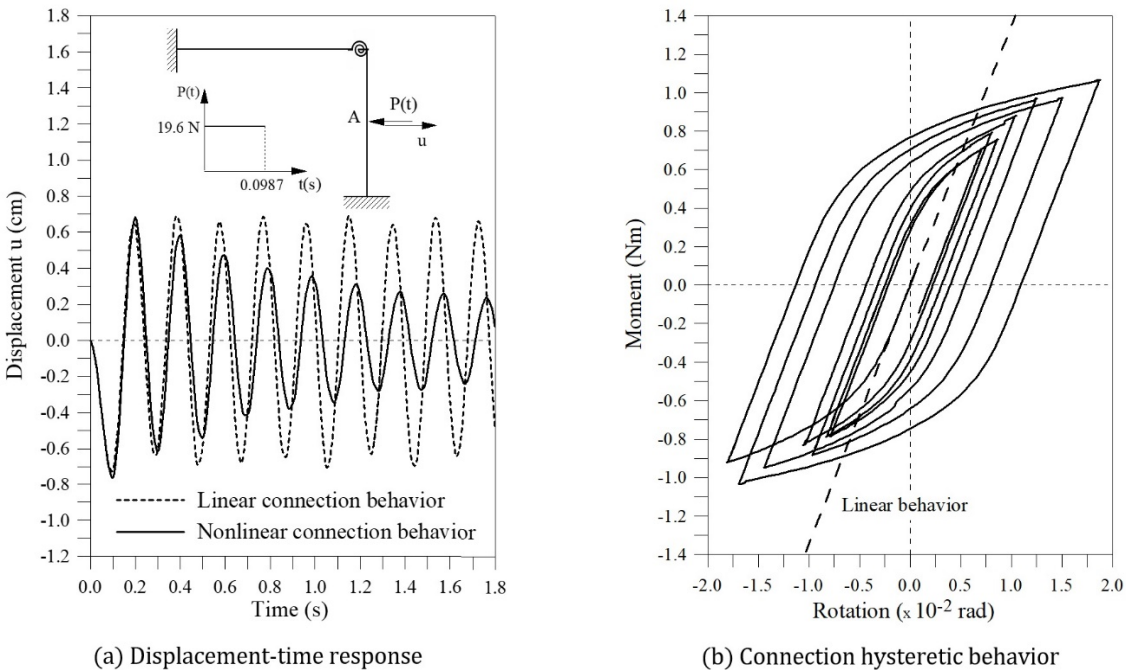 1.8
1.6
1.4
1.2
1.0
0.8
0.6
0.4
0.2
0.0
-0.2
-0.4
-0.6
-0.8
-1.0
-1.2
Displacement u (cm)
P(t)
19.6 N
0.0987
t(s)
A
P(t)
u
Linear connection behavior
Nonlinear connection behavior
0.0 0.2 0.4 0.6 0.8 1.0 1.2 1.4 1.6 1.8
Time (s)
(a) Displacement-time response
1.4
1.2
1.0
0.8
0.6
0.4
0.2
0.0
-0.2
-0.4
-0.6
-0.8
-1.0
-1.2
-1.4
Moment (Nm)
Linear behavior
-2.0 -1.5 -1.0 -0.5 0.0 0.5 1.0 1.5 2.0
Rotation (x 10-2 rad)
(b) Connection hysteretic behavior